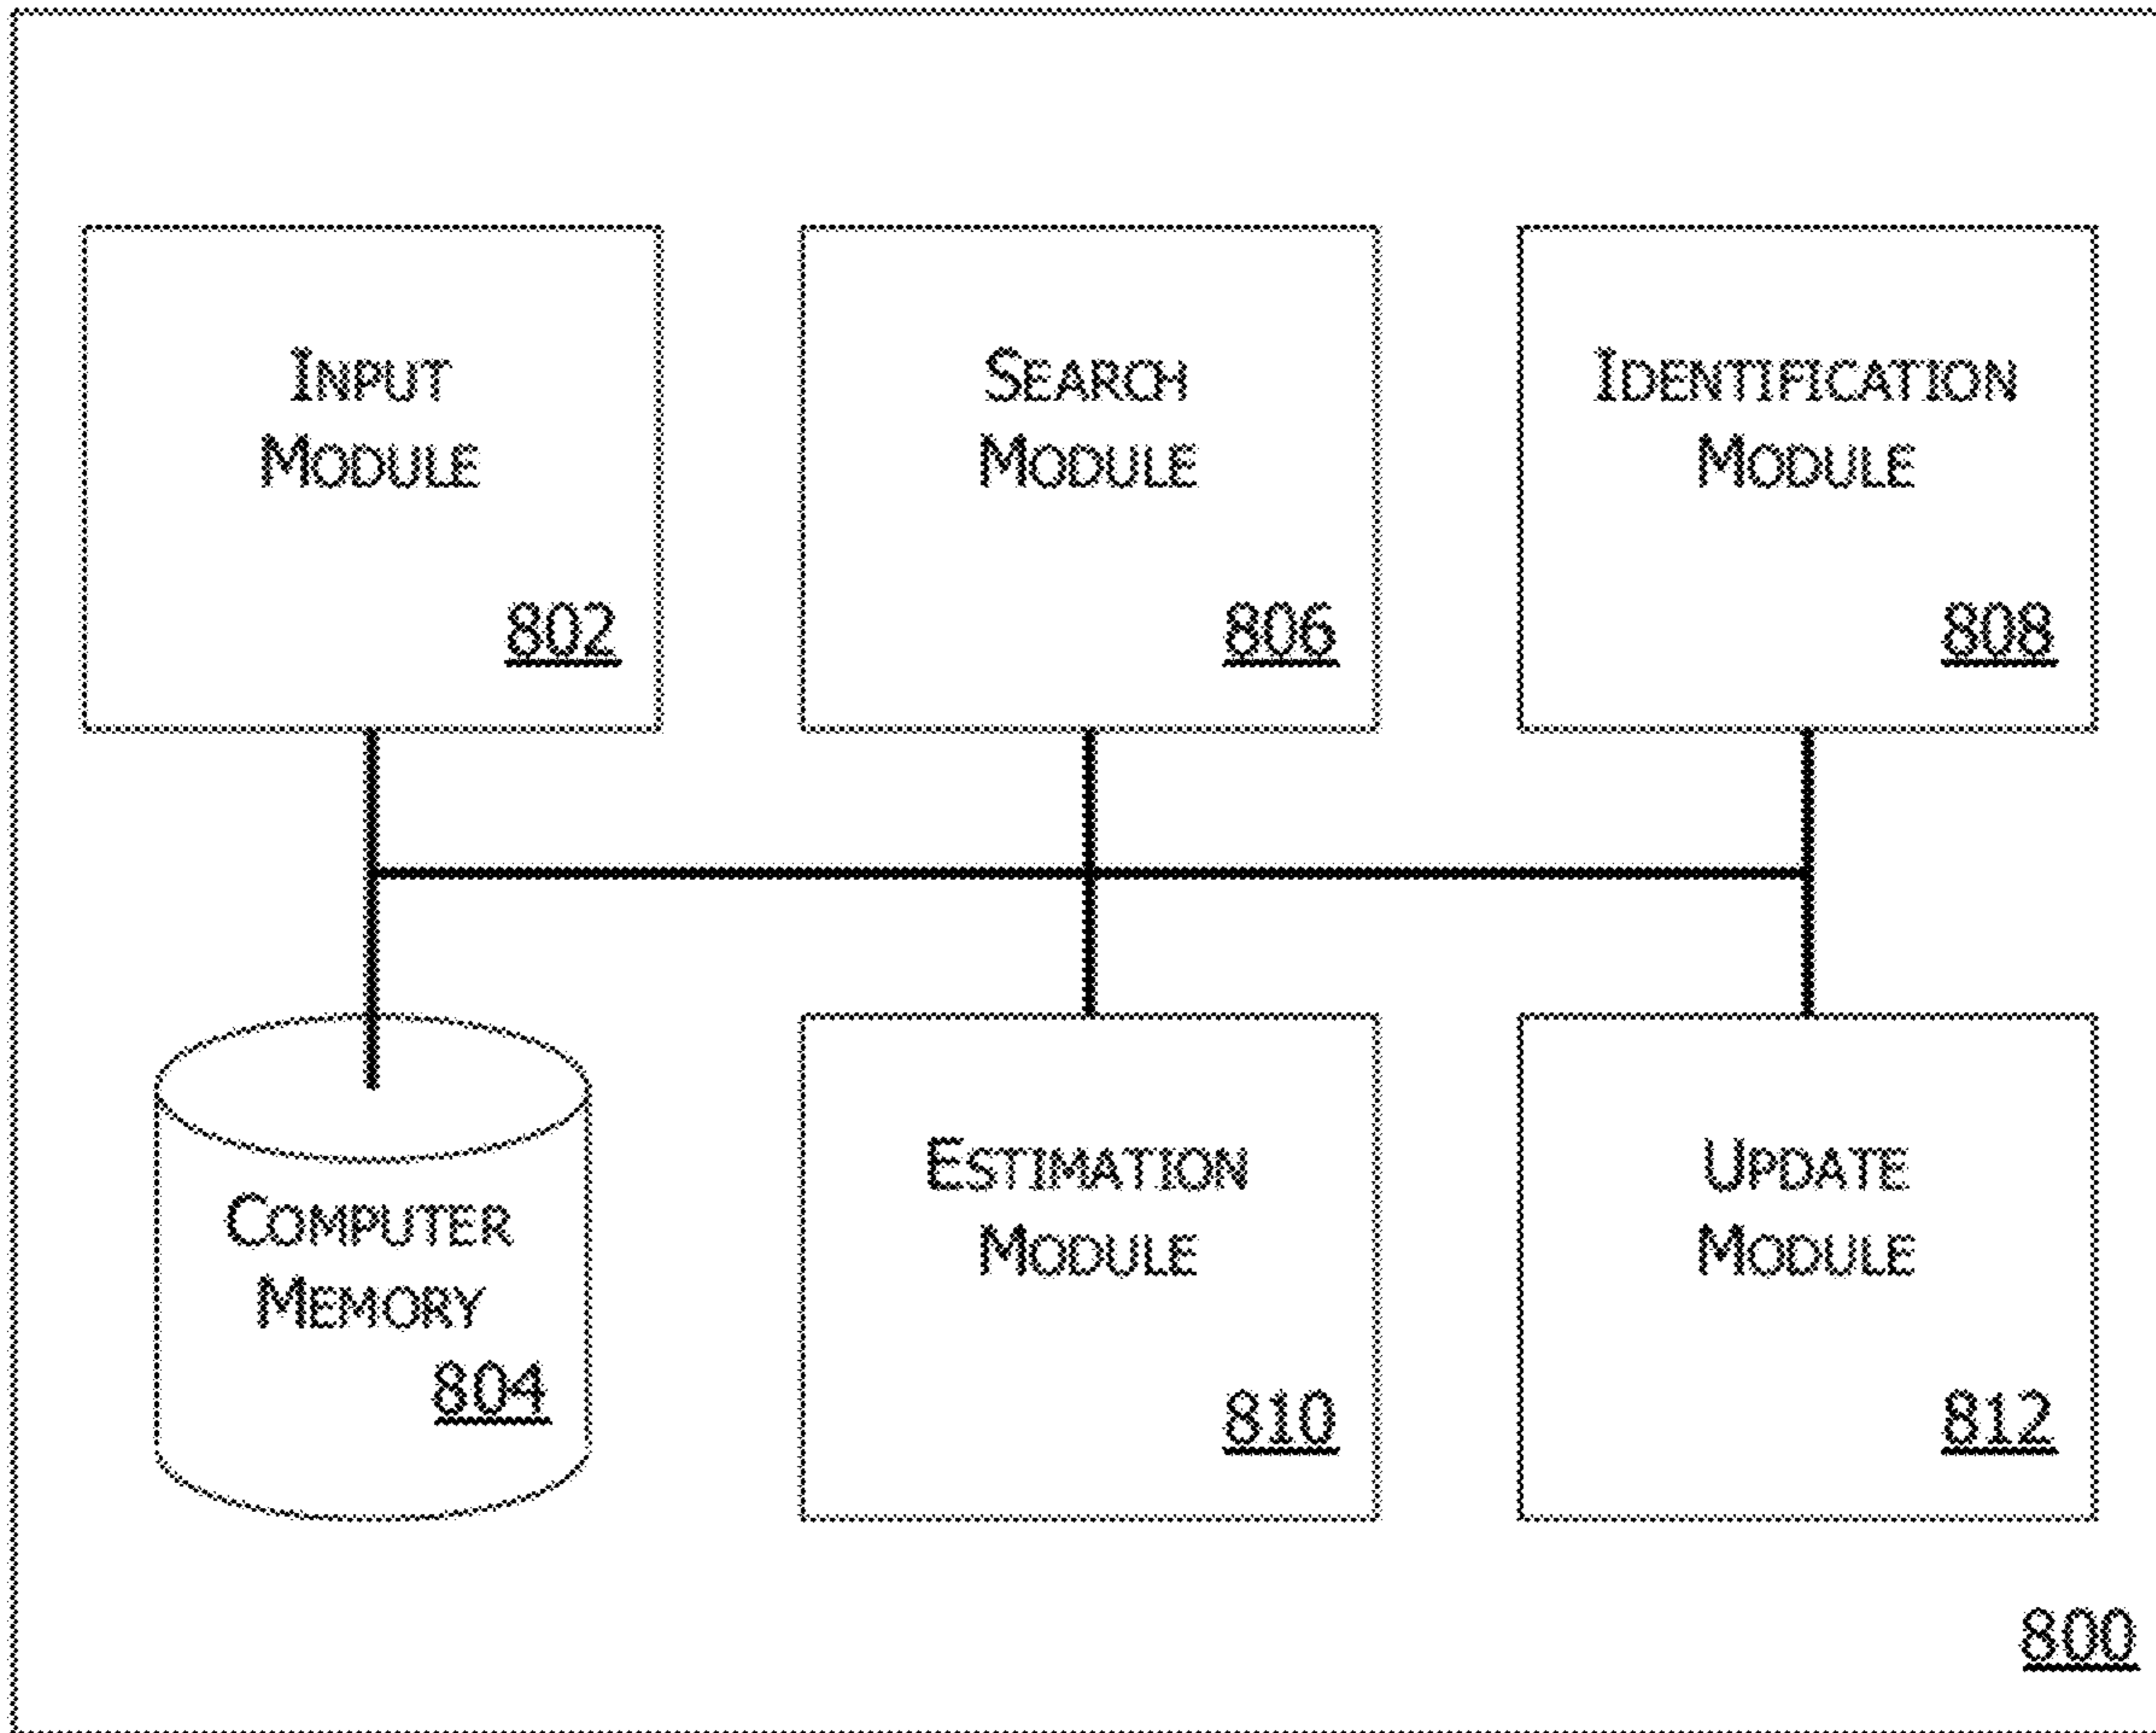 Input
Module
802
Search
Module
806
Identification
Module
808
Computer
Memory
804
Estimation
Module
810
Update
Module
812
800